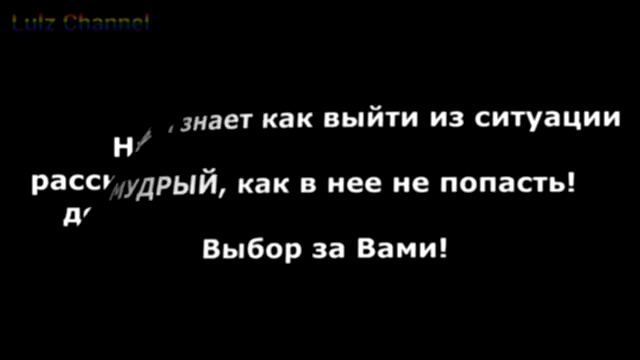 Lulz Channel
знает как выйти из ситуации
МУДРЫЙ, как в нее не попасть!
Выбор за Вами!